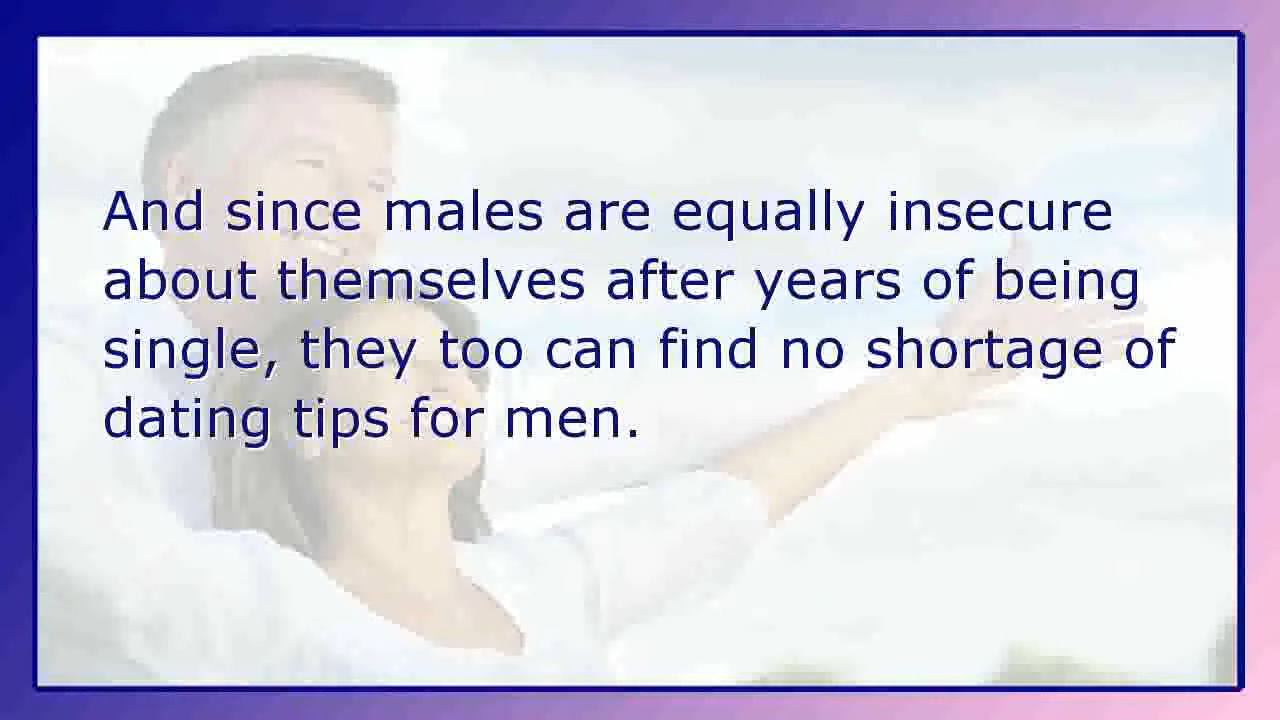 And since males are equally insecure
about themselves after years of being
single, they too can find no shortage of
dating tips for men.